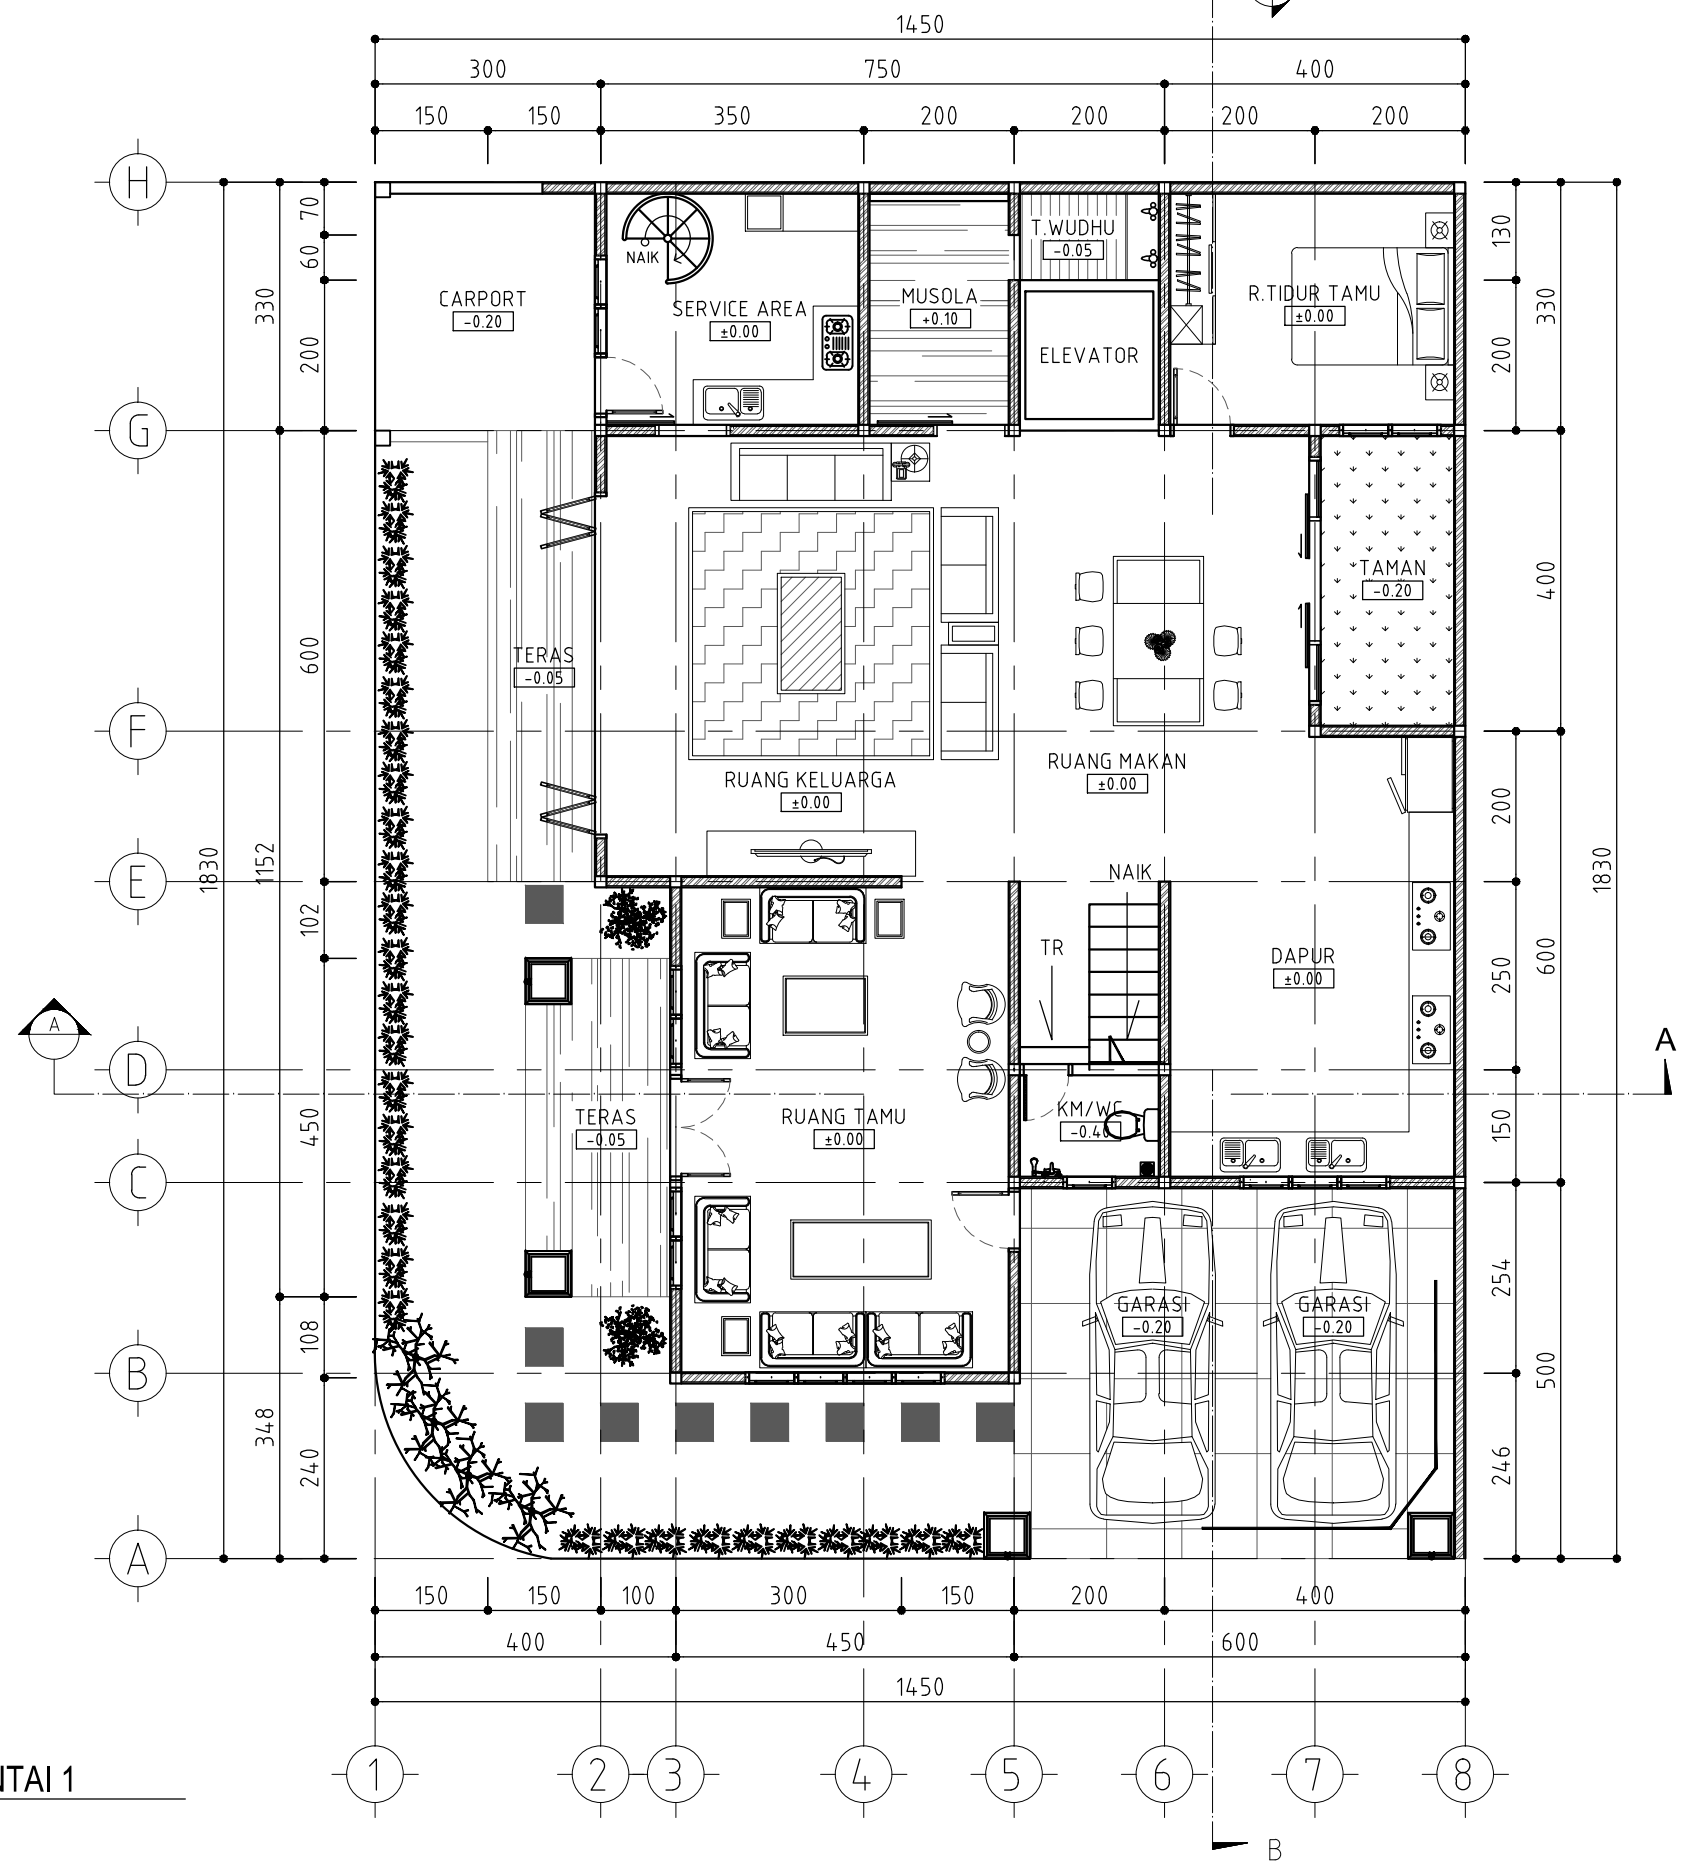 1450
300 750 400
150 150 350 200 200 200 200
H
G
F
E
D
C
B
A
70
60
200
600
102
450
108
240
330
1152
348
1830
130
200
330
400
200
250
150
600
254
246
500
1830
NAIK
CARPORT
-0.20
SERVICE AREA
±0.00
MUSOLA
+0.10
T.WUDHU
-0.05
ELEVATOR
R.TIDUR TAMU
±0.00
TAMAN
-0.20
TERAS
-0.05
RUANG KELUARGA
±0.00
RUANG MAKAN
±0.00
NAIK
TR
DAPUR
±0.00
A
A
TERAS
-0.05
RUANG TAMU
±0.00
KM/WC
-0.40
GARASI
-0.20
GARASI
-0.20
150 150 100 300 150 200 400
400 450 600
1450
1 2 3 4 5 6 7 8
NTAI 1
B